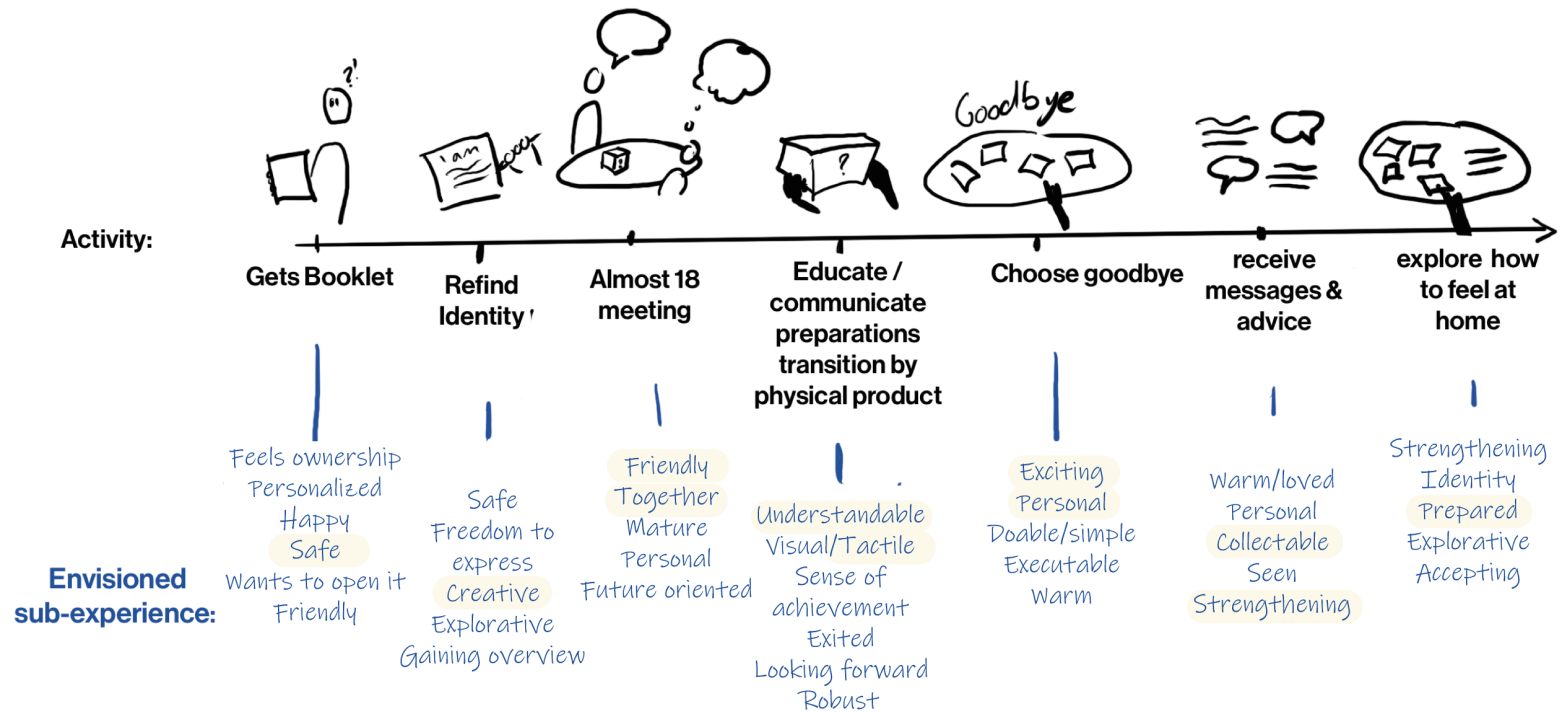 ?!
I am
?
Goodbye
Activity:
Gets Booklet
Refind
Identity '
Almost 18
meeting
Educate /
communicate
preparations
transition by
physical product
Choose goodbye
receive
messages &
advice
explore how
to feel at
home
Envisioned
sub-experience:
Feels ownership
Personalized
Happy
Safe
Wants to open it
Friendly
Safe
Freedom to
express
Creative
Explorative
Gaining overview
Friendly
Together
Mature
Personal
Future oriented
Understandable
Visual/Tactile
Sense of
achievement
Exited
Looking forward
Robust
Exciting
Personal
Doable/simple
Executable
Warm
Warm/loved
Personal
Collectable
Seen
Strengthening
Strengthening
Identity
Prepared
Explorative
Accepting